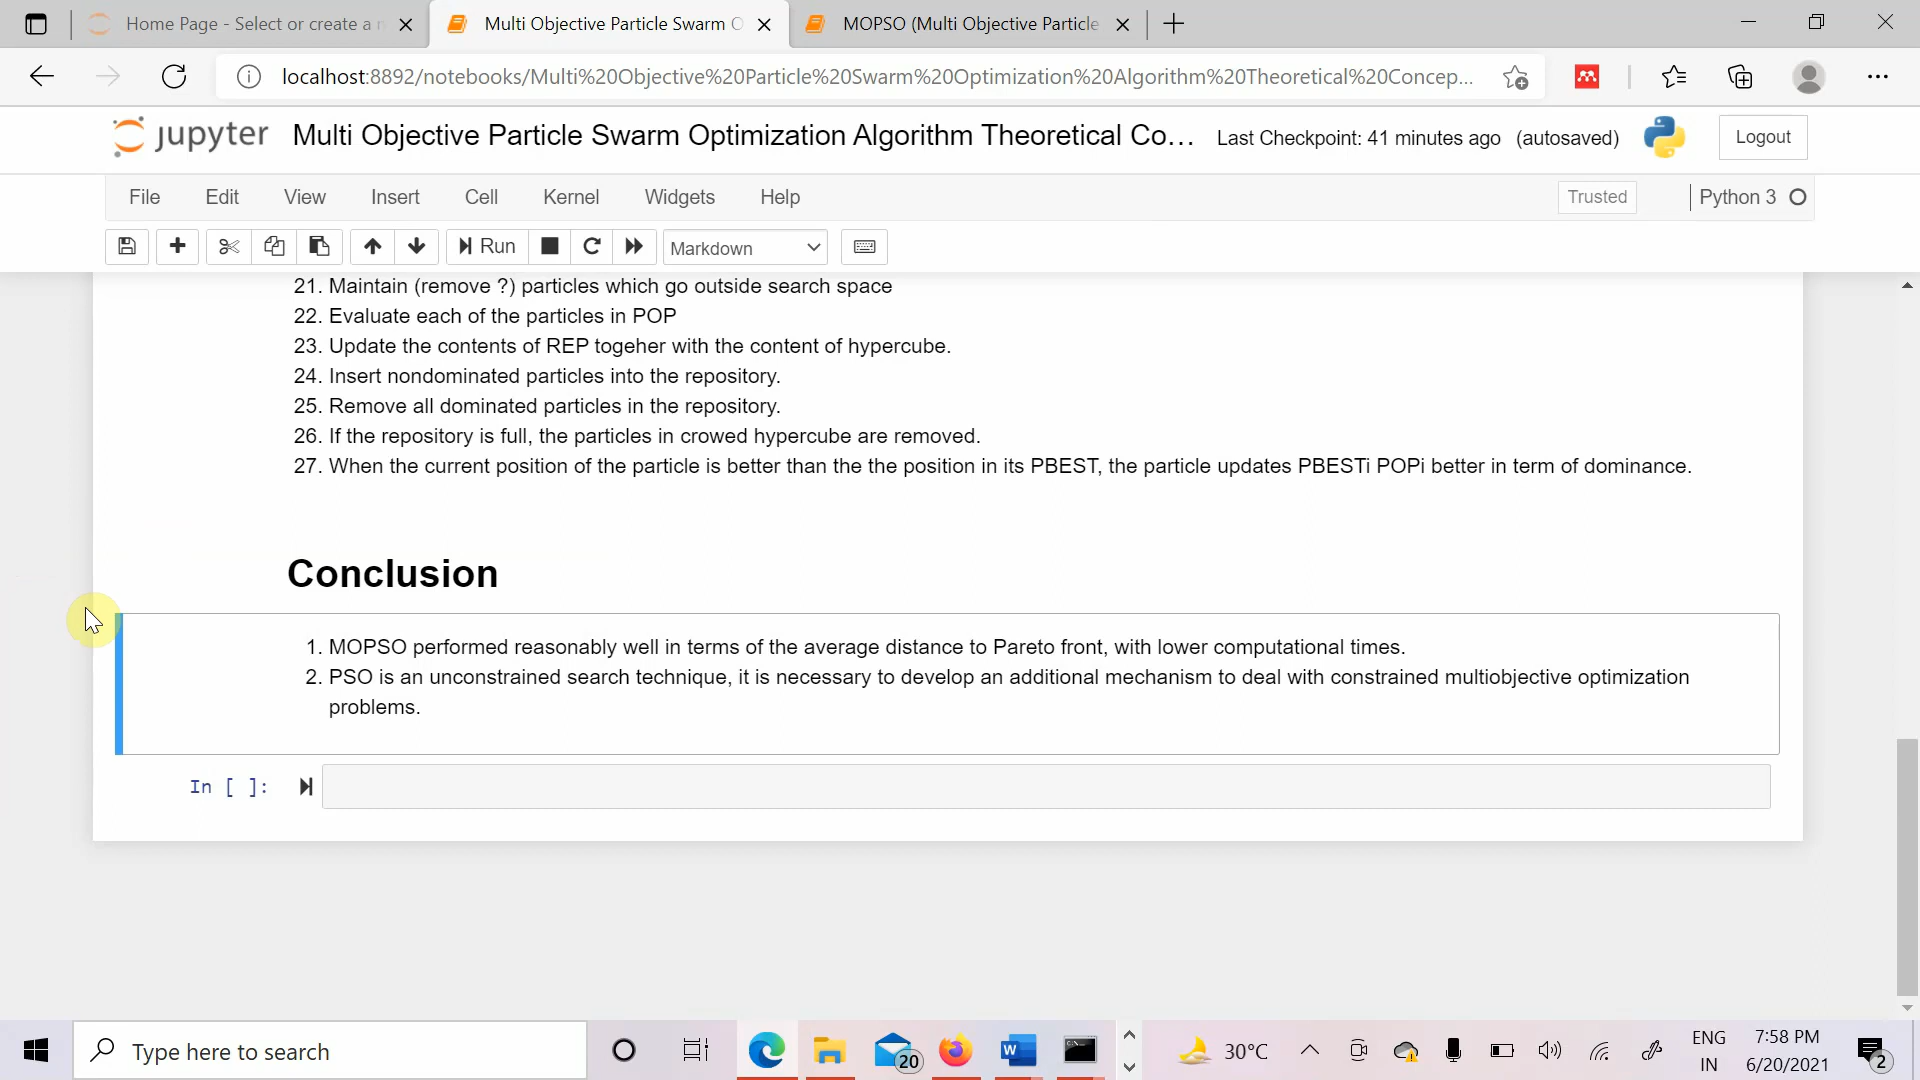 Home Page - Select or create a n
Multi Objective Particle Swarm O
MOPSO (Multi Objective Particle
localhost:8892/notebooks/Multi%20Objective%20Particle%20Swarm%20Optimization%20Algorithm%20Theoretical%20Concep...
jupyter Multi Objective Particle Swarm Optimization Algorithm Theoretical Co... Last Checkpoint: 41 minutes ago (autosaved) Logout
File Edit View Insert Cell Kernel Widgets Help Trusted Python 3
Run Markdown
21. Maintain (remove ?) particles which go outside search space
22. Evaluate each of the particles in POP
23. Update the contents of REP togeher with the content of hypercube.
24. Insert nondominated particles into the repository.
25. Remove all dominated particles in the repository.
26. If the repository is full, the particles in crowed hypercube are removed.
27. When the current position of the particle is better than the the position in its PBEST, the particle updates PBESTi POPi better in term of dominance.
Conclusion
1. MOPSO performed reasonably well in terms of the average distance to Pareto front, with lower computational times.
2. PSO is an unconstrained search technique, it is necessary to develop an additional mechanism to deal with constrained multiobjective optimization
problems.
In [ ]:
Type here to search
20
30°C
ENG
IN
7:58 PM
6/20/2021
2